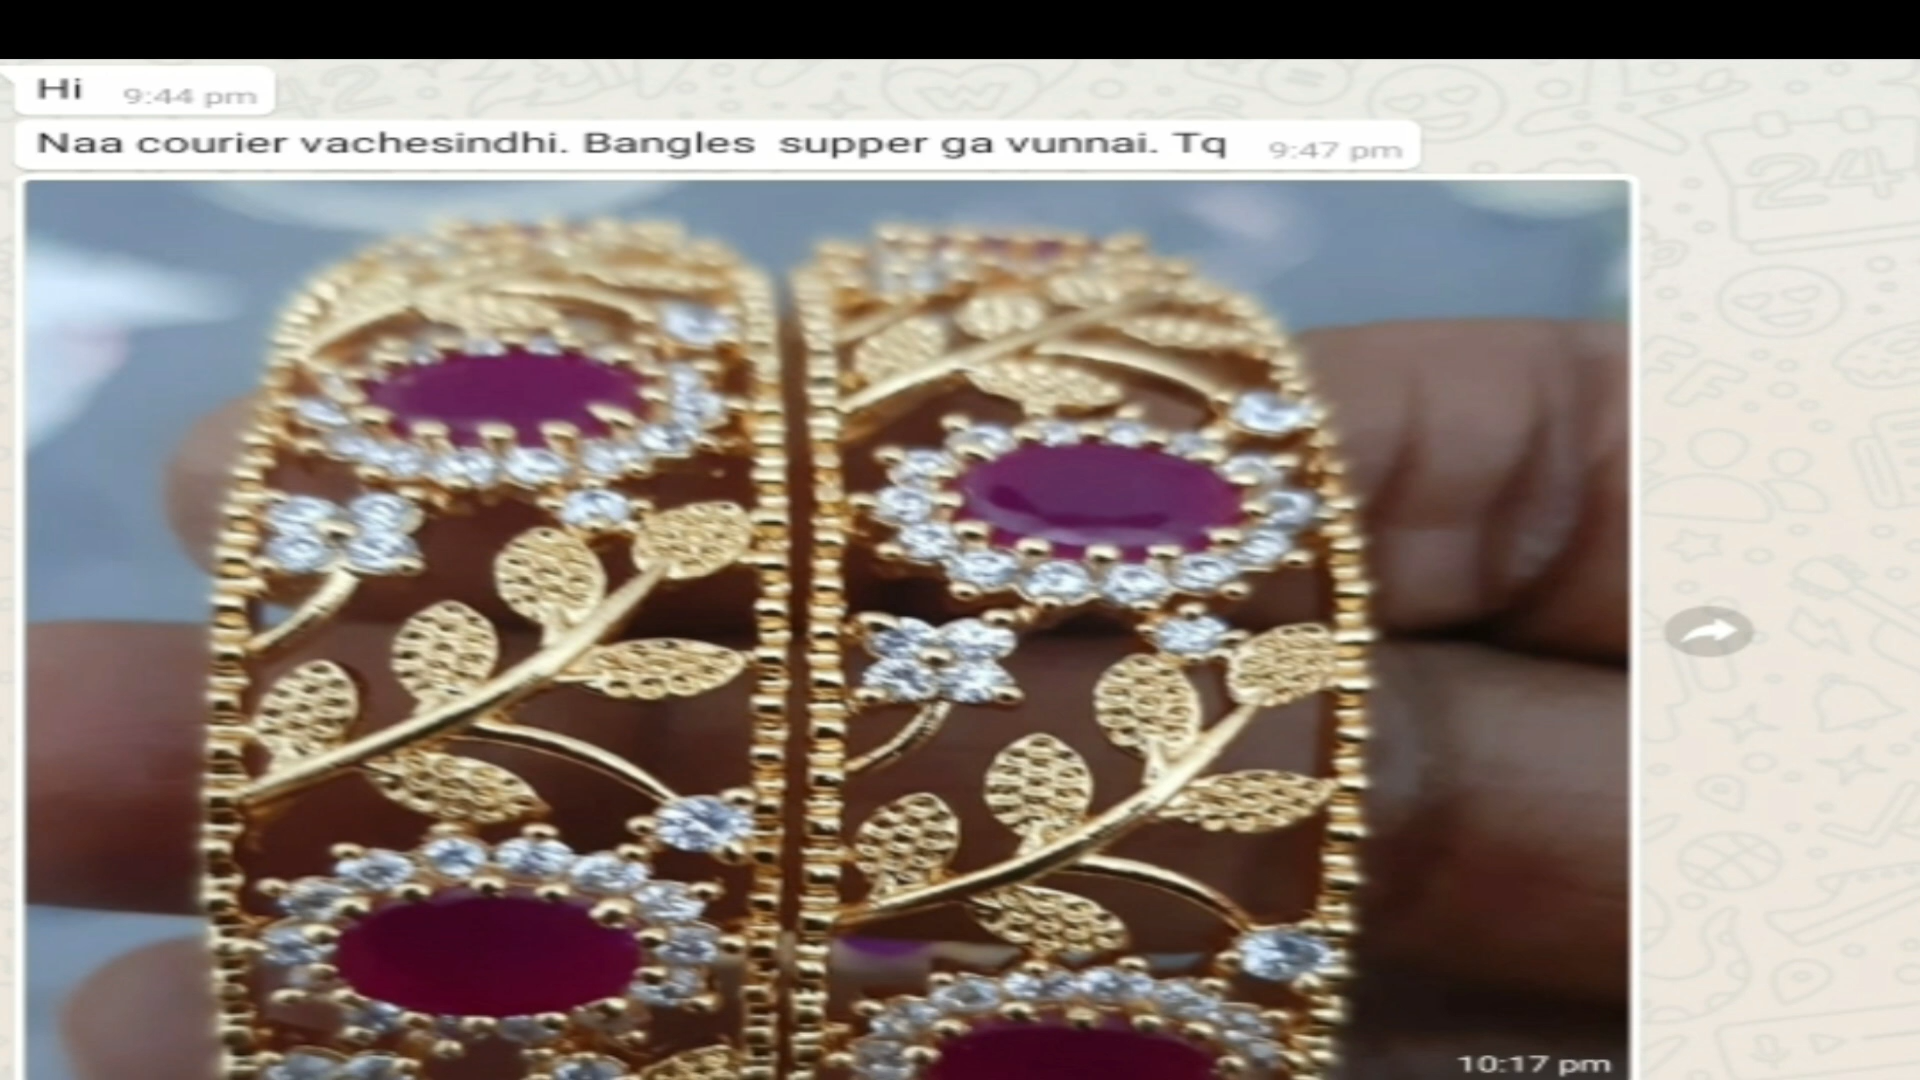 Hi 9:44 pm
Naa courier vachesindhi. Bangles supper ga vunnai. Tq 9:47 pm
10:17 pm